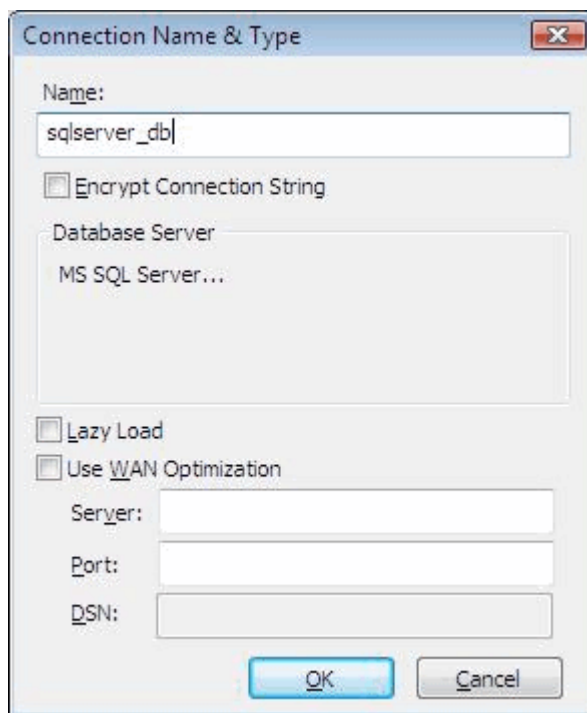 Connection Name & Type
Name:
sqlserver_db
Encrypt Connection String
Database Server
MS SQL Server...
Lazy Load
Use WAN Optimization
Server:
Port:
DSN:
OK Cancel